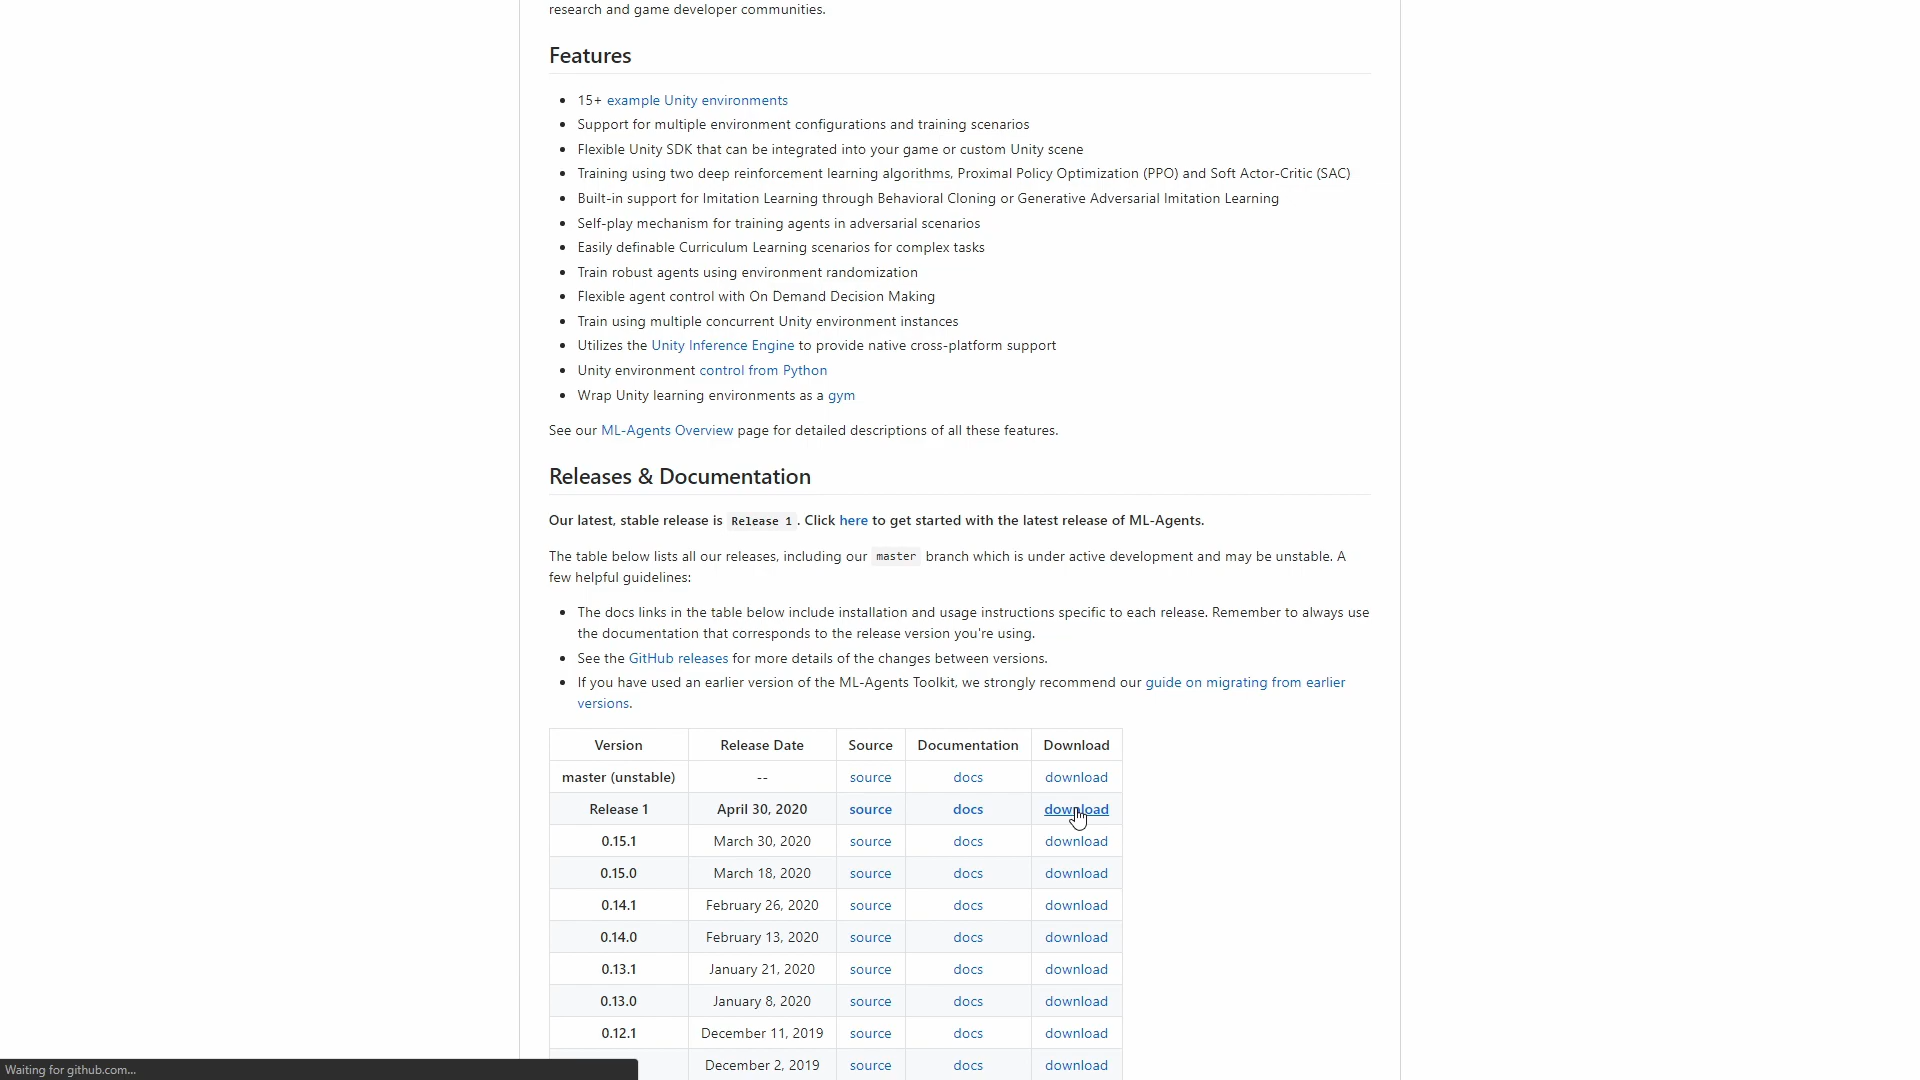 research and game developer communities.
Features
15+ example Unity environments
Support for multiple environment configurations and training scenarios
Flexible Unity SDK that can be integrated into your game or custom Unity scene
Training using two deep reinforcement learning algorithms, Proximal Policy Optimization (PPO) and Soft Actor-Critic (SAC)
Built-in support for Imitation Learning through Behavioral Cloning or Generative Adversarial Imitation Learning
Self-play mechanism for training agents in adversarial scenarios
Easily definable Curriculum Learning scenarios for complex tasks
Train robust agents using environment randomization
Flexible agent control with On Demand Decision Making
Train using multiple concurrent Unity environment instances
Utilizes the Unity Inference Engine to provide native cross-platform support
Unity environment control from Python
Wrap Unity learning environments as a gym
See our ML-Agents Overview page for detailed descriptions of all these features.
Releases & Documentation
Our latest, stable release is Release 1. Click here to get started with the latest release of ML-Agents.
The table below lists all our releases, including our master branch which is under active development and may be unstable. A
few helpful guidelines:
The docs links in the table below include installation and usage instructions specific to each release. Remember to always use
the documentation that corresponds to the release version you're using.
See the GitHub releases for more details of the changes between versions.
If you have used an earlier version of the ML-Agents Toolkit, we strongly recommend our guide on migrating from earlier
versions.
Version Release Date Source Documentation Download
master (unstable) -- source docs download
Release 1 April 30, 2020 source docs download
0.15.1 March 30, 2020 source docs download
0.15.0 March 18, 2020 source docs download
0.14.1 February 26, 2020 source docs download
0.14.0 February 13, 2020 source docs download
0.13.1 January 21, 2020 source docs download
0.13.0 January 8, 2020 source docs download
0.12.1 December 11, 2019 source docs download
December 2, 2019 source docs download
Waiting for github.com...